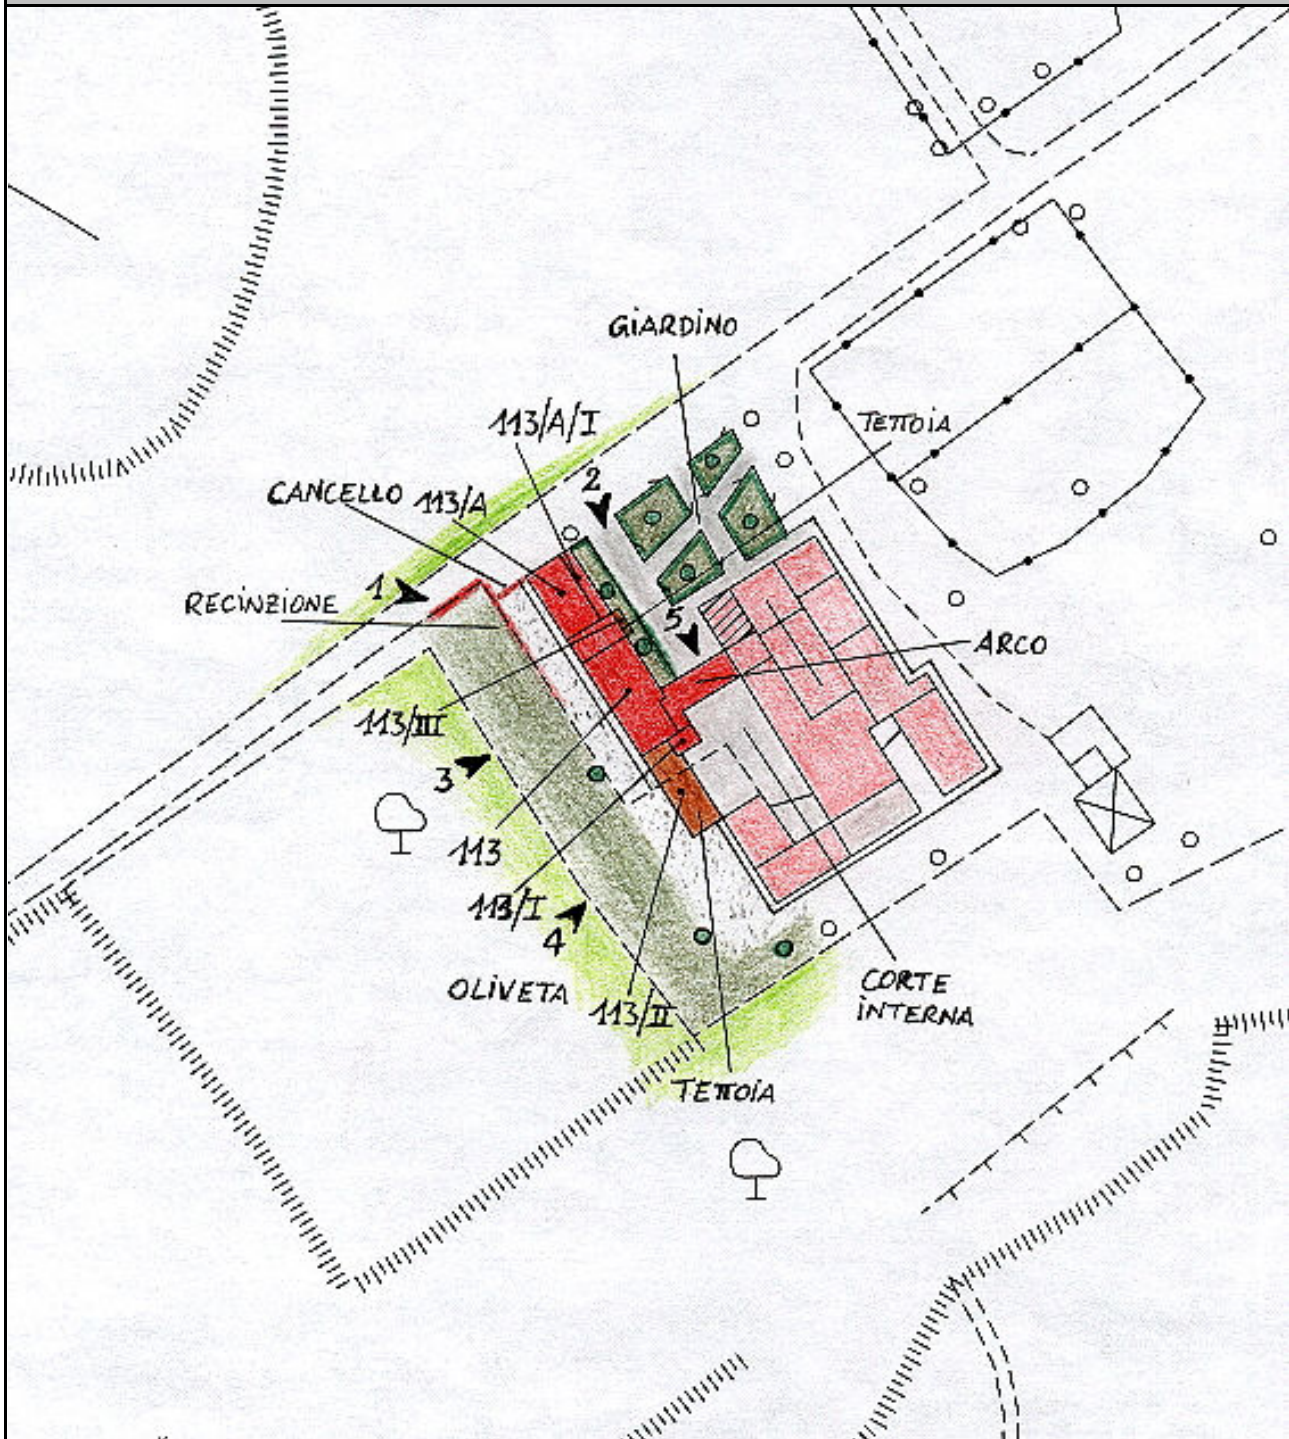 GIARDINO
113/A/I
TETTOIA
2
CANCELLO
113/A
1
RECINZIONE
5
ARCO
113/III
3
113
113/I
4
OLIVETA
113/II
CORTE
INTERNA
TETTOIA